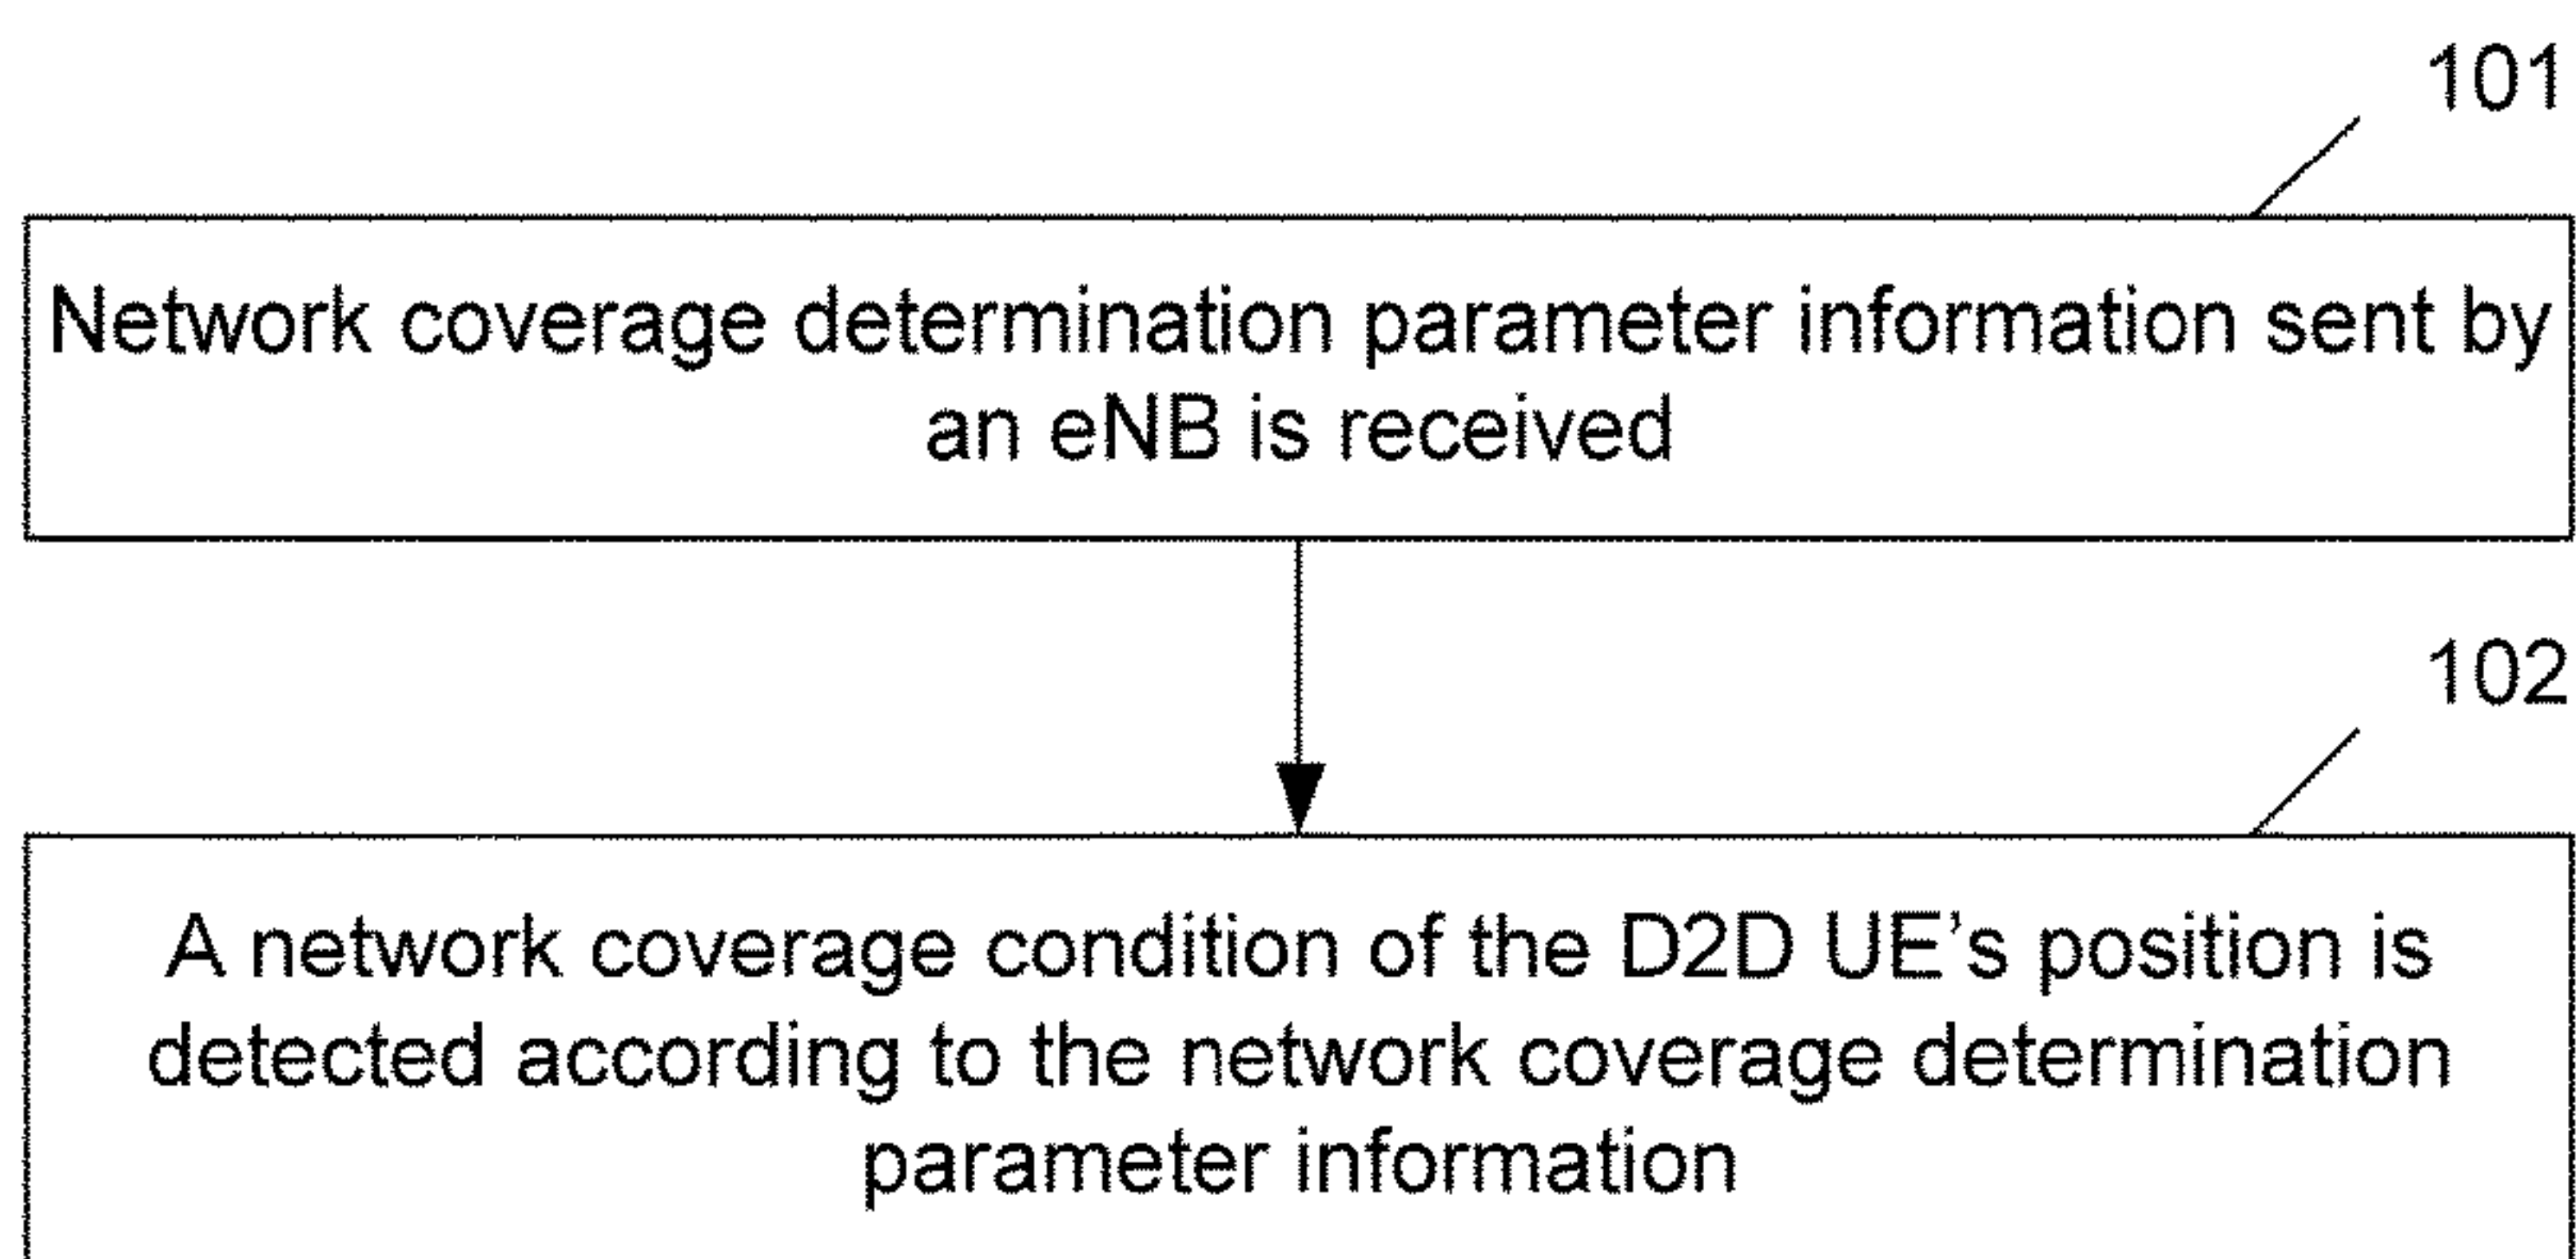 101
Network coverage determination parameter information sent by
an eNB is received
102
A network coverage condition of the D2D UE's position is
detected according to the network coverage determination
parameter information